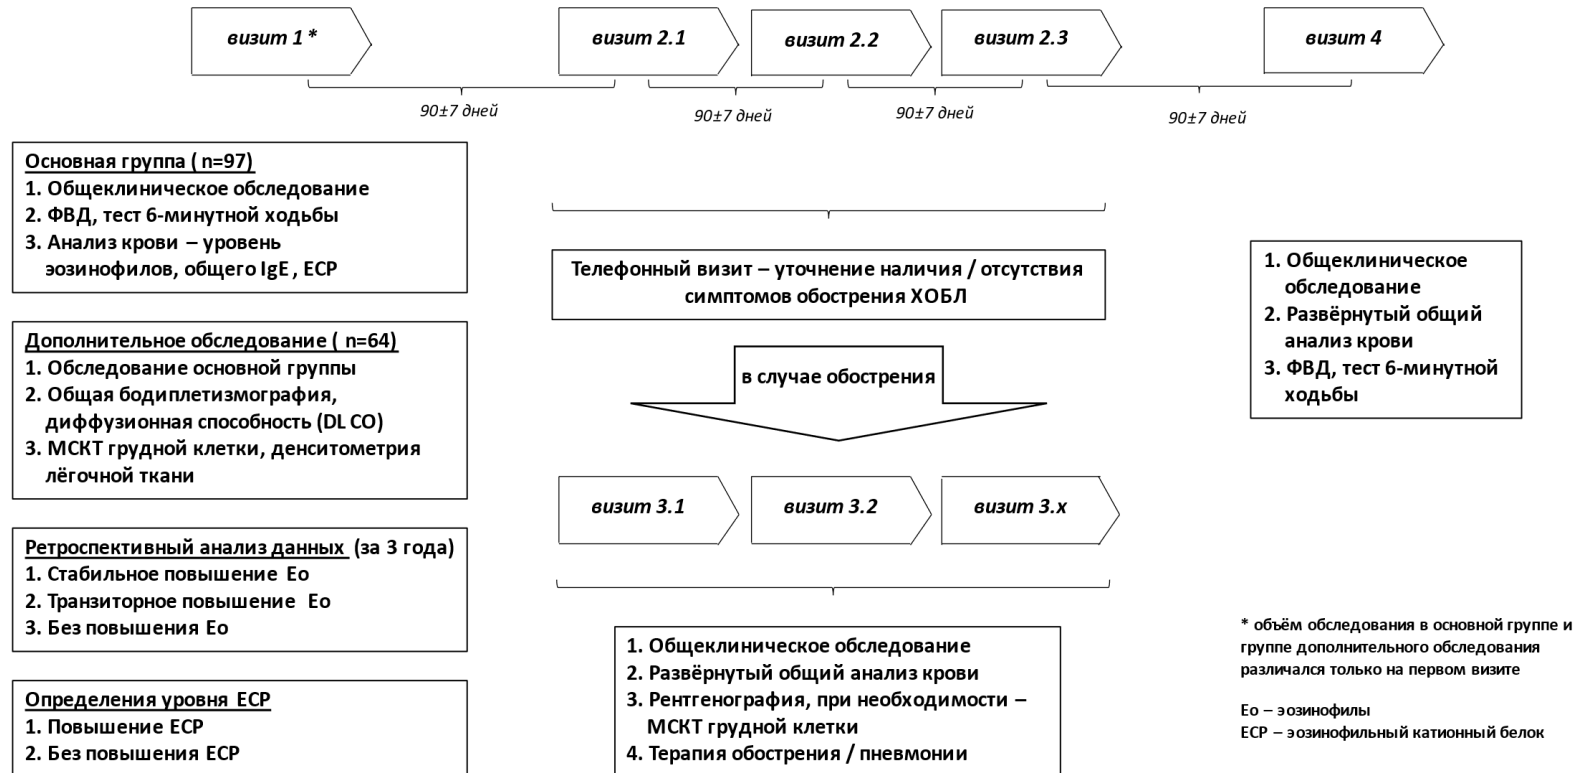 визит 1 *
визит 2.1
визит 2.2
визит 2.3
визит 4
90±7 дней
90±7 дней
90±7 дней
90±7 дней
Основная группа ( n=97)
1. Общеклиническое обследование
2. ФВД, тест 6-минутной ходьбы
3. Анализ крови – уровень
эозинофилов, общего IgE , ECP
Дополнительное обследование ( n=64)
1. Обследование основной группы
2. Общая бодиплетизмография,
диффузионная способность (DL CO)
3. МСКТ грудной клетки, денситометрия
лёгочной ткани
Ретроспективный анализ данных (за 3 года)
1. Стабильное повышение Eo
2. Транзиторное повышение Eo
3. Без повышения Eo
Определения уровня ECP
1. Повышение ECP
2. Без повышения ECP
Телефонный визит – уточнение наличия / отсутствия
симптомов обострения ХОБЛ
в случае обострения
визит 3.1
визит 3.2
визит 3.x
1. Общеклиническое обследование
2. Развёрнутый общий анализ крови
3. Рентгенография, при необходимости –
МСКТ грудной клетки
4. Терапия обострения / пневмонии
1. Общеклиническое
обследование
2. Развёрнутый общий
анализ крови
3. ФВД, тест 6-минутной
ходьбы
* объём обследования в основной группе и
группе дополнительного обследования
различался только на первом визите
Eo – эозинофилы
ECP – эозинофильный катионный белок